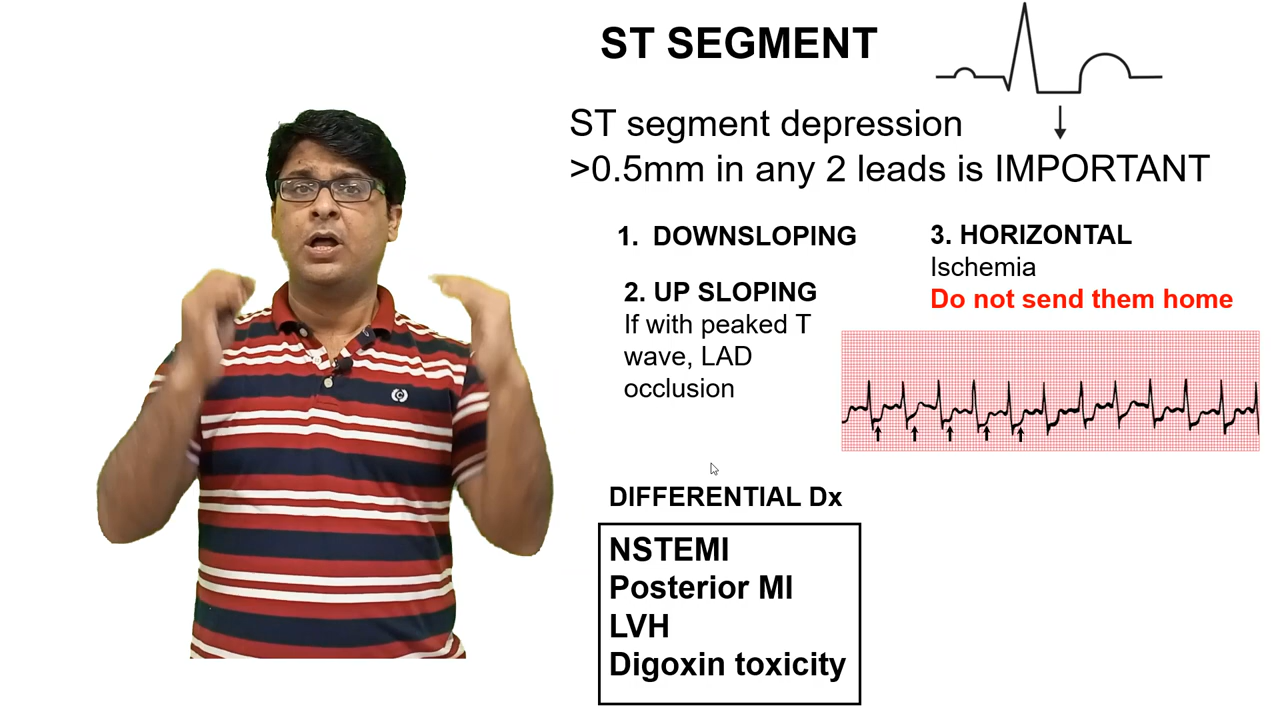 ST SEGMENT
ST segment depression
>0.5mm in any 2 leads is IMPORTANT
1. DOWNSLOPING
2. UP SLOPING
If with peaked T
wave, LAD
occlusion
3. HORIZONTAL
Ischemia
Do not send them home
DIFFERENTIAL Dx
NSTEMI
Posterior MI
LVH
Digoxin toxicity